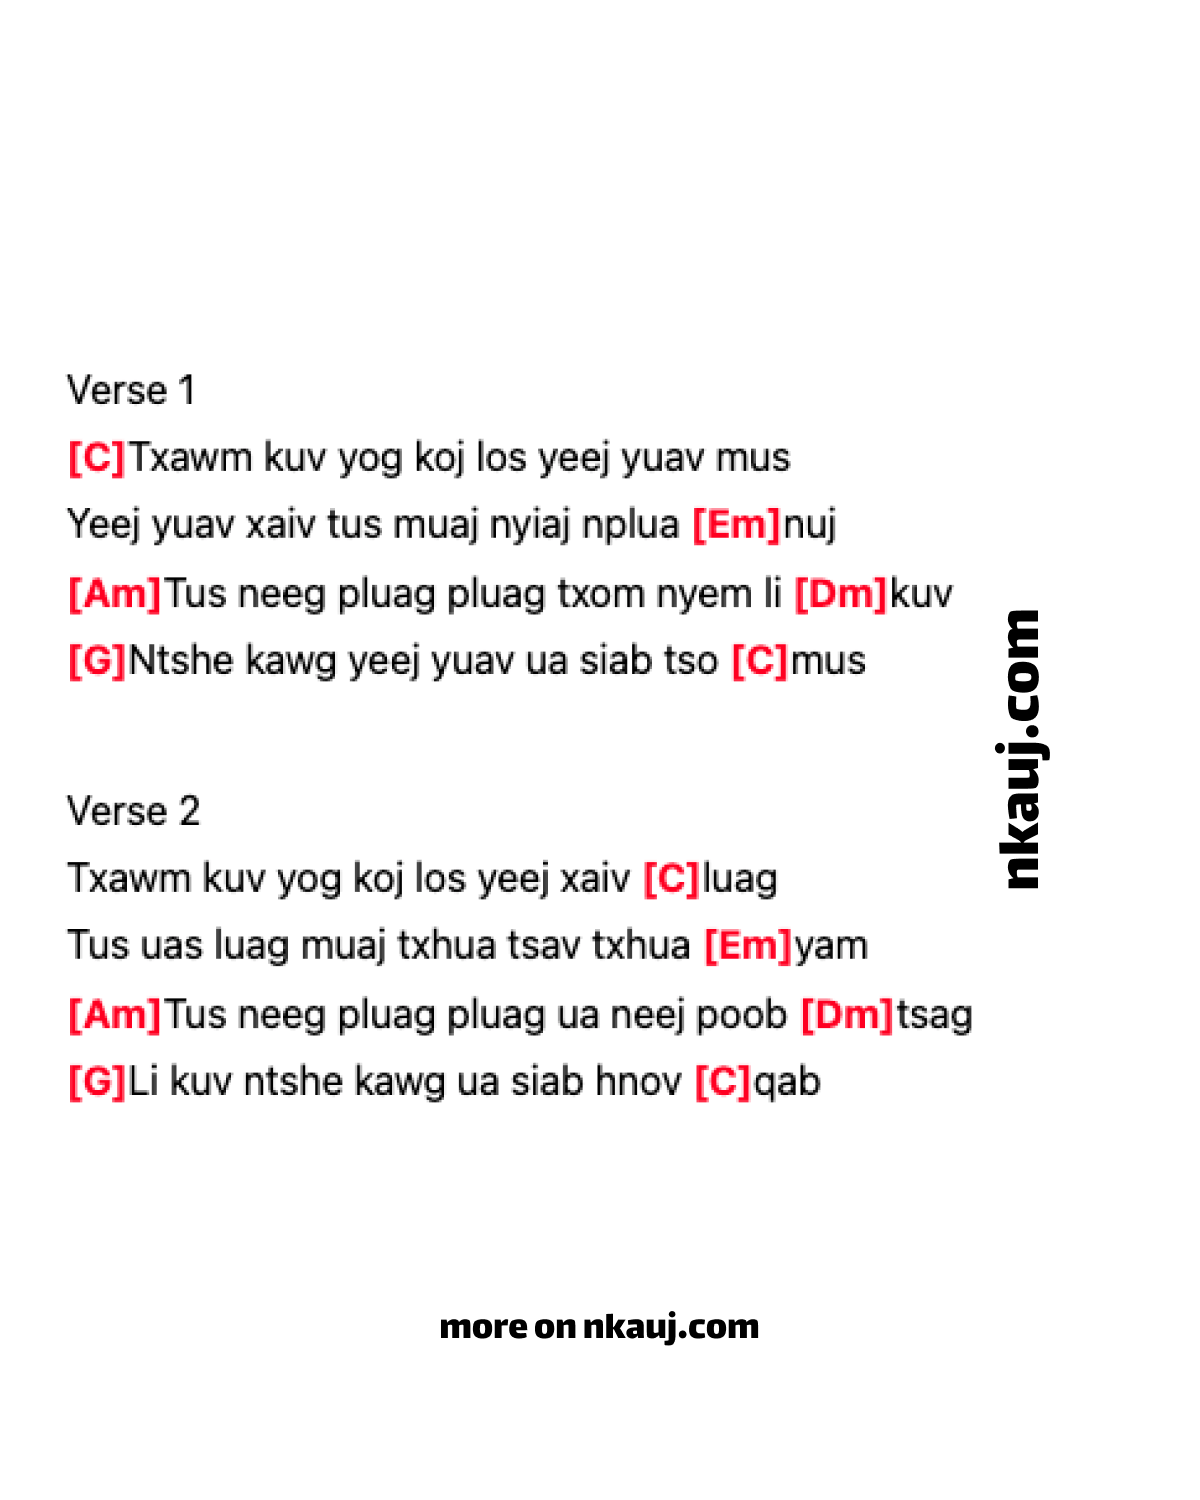 Verse 1
[C]Txawm kuv yog koj los yeej yuav mus
Yeej yuav xaiv tus muaj nyiaj nplua [Em]nuj
[Am]Tus neeg pluag pluag txom nyem li [Dm]kuv
[G]Ntshe kawg yeej yuav ua siab tso [C]mus
Verse 2
Txawm kuv yog koj los yeej xaiv [C]luag
Tus uas luag muaj txhua tsav txhua [Em]yam
[Am]Tus neeg pluag pluag ua neej poob [Dm]tsag
[G]Li kuv ntshe kawg ua siab hnov [C]qab
nkauj.com
more on nkauj.com